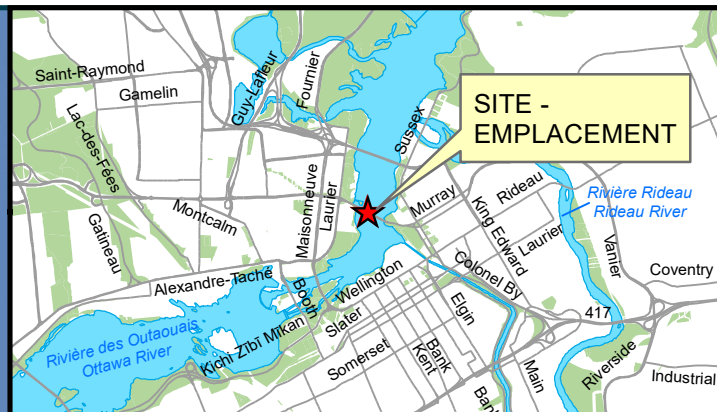 SITE -
EMPLACEMENT
Saint-Raymond
Gamelin
Lac-des-Fées
Guy-Lafleur
Fournier
Sussex
Maisonneuve
Laurier
Montcalm
Gatineau
Murray
Rideau
King Edward
Laurier
Rivière Rideau
Rideau River
Vanier
Coventry
Alexandre-Taché
Booth
Wellington
Colonel By
Elgin
417
Rivière des Outaouais
Ottawa River
Kichi Zībī Mīkan
Slater
Somerset
Bank
Kent
Main
Riverside
Industrial